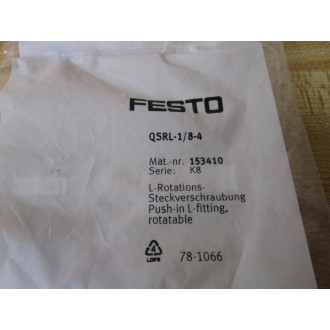 FESTO
QSRL-1/8-4
Mat.-nr. 153410
Serie: K8
L-Rotations-
Steckverschraubung
Push-in L-fitting,
rotatable
4
LDPE
78-1066